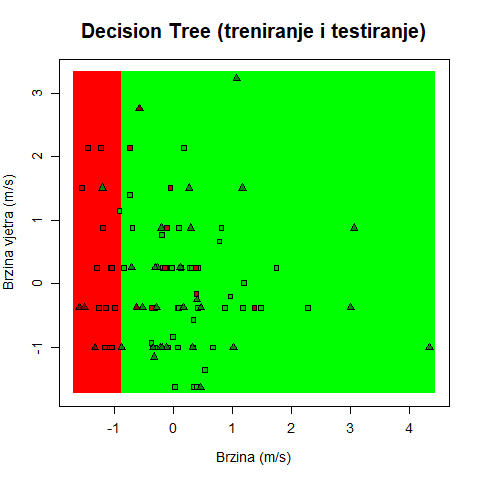 Decision Tree (treniranje i testiranje)
3
2
1
0
-1
Brzina vjetra (m/s)
-1 0 1 2 3 4
Brzina (m/s)